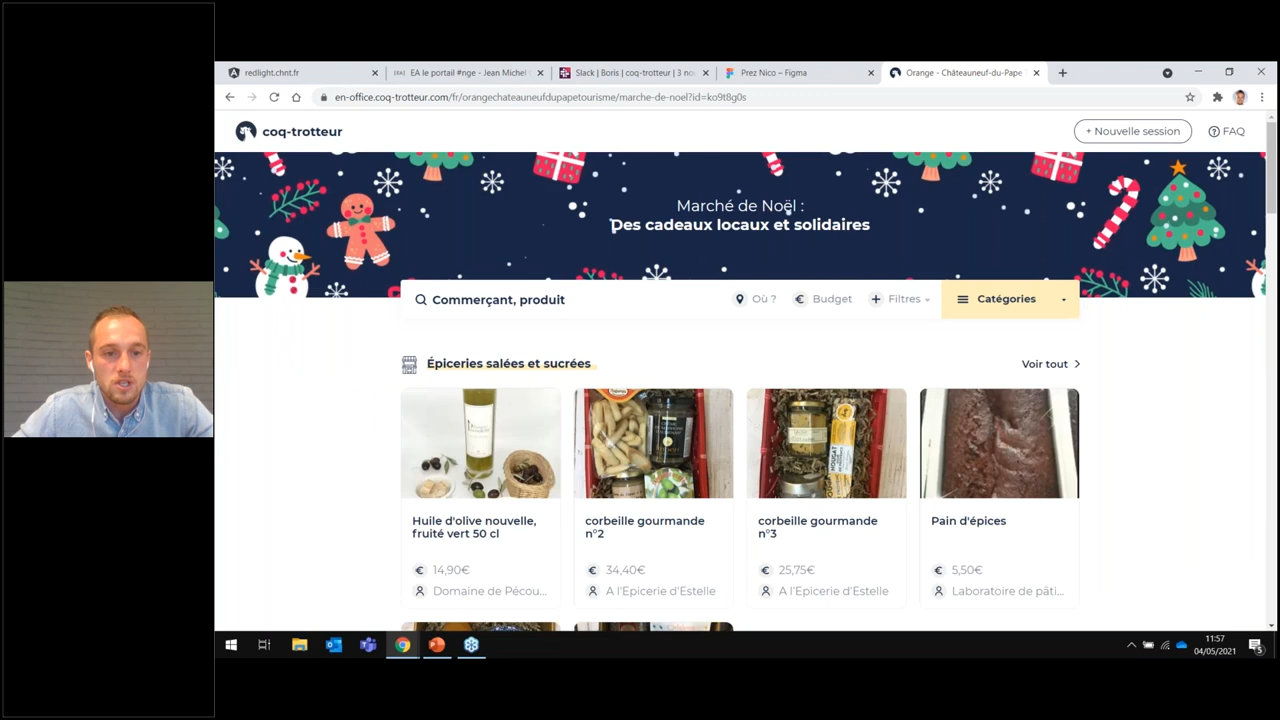 redlight.chnt.fr
EA le portail #nge - Jean Michel
Slack | Boris | coq-trotteur | 3 no
Prez Nico – Figma
Orange - Châteauneuf-du-Pape
en-office.coq-trotteur.com/fr/orangechateauneufdupapetourisme/marche-de-noel?id=ko9t8g0s
coq-trotteur
+ Nouvelle session
FAQ
Marché de Noël :
Des cadeaux locaux et solidaires
Commerçant, produit
Où ?
€ Budget
+ Filtres
Catégories
Épiceries salées et sucrées
Voir tout
NOUGAT
Huile d'olive nouvelle,
fruité vert 50 cl
€ 14,90€
Domaine de Pécou...
corbeille gourmande
n°2
€ 34,40€
A l'Epicerie d'Estelle
corbeille gourmande
n°3
€ 25,75€
A l'Epicerie d'Estelle
Pain d'épices
€ 5,50€
Laboratoire de pâti...
11:57
04/05/2021
5